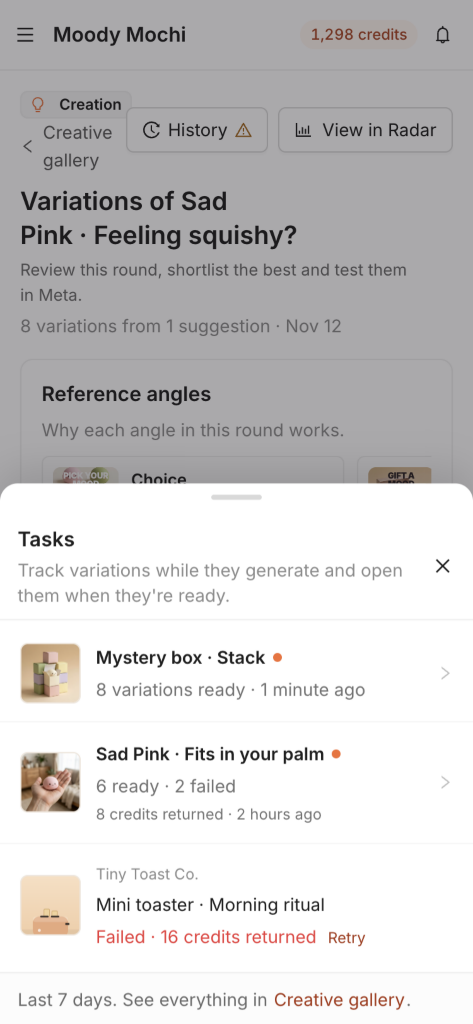 Moody Mochi
1,298 credits
Creation
Creative
gallery
History
View in Radar
Variations of Sad
Pink · Feeling squishy?
Review this round, shortlist the best and test them
in Meta.
8 variations from 1 suggestion · Nov 12
Reference angles
Why each angle in this round works.
PICK YOUR
MOOD
Choice
GIFT A
Tasks
Track variations while they generate and open
them when they're ready.
Mystery box · Stack
8 variations ready · 1 minute ago
Sad Pink · Fits in your palm
6 ready · 2 failed
8 credits returned · 2 hours ago
Tiny Toast Co.
Mini toaster · Morning ritual
Failed · 16 credits returned Retry
Last 7 days. See everything in Creative gallery.